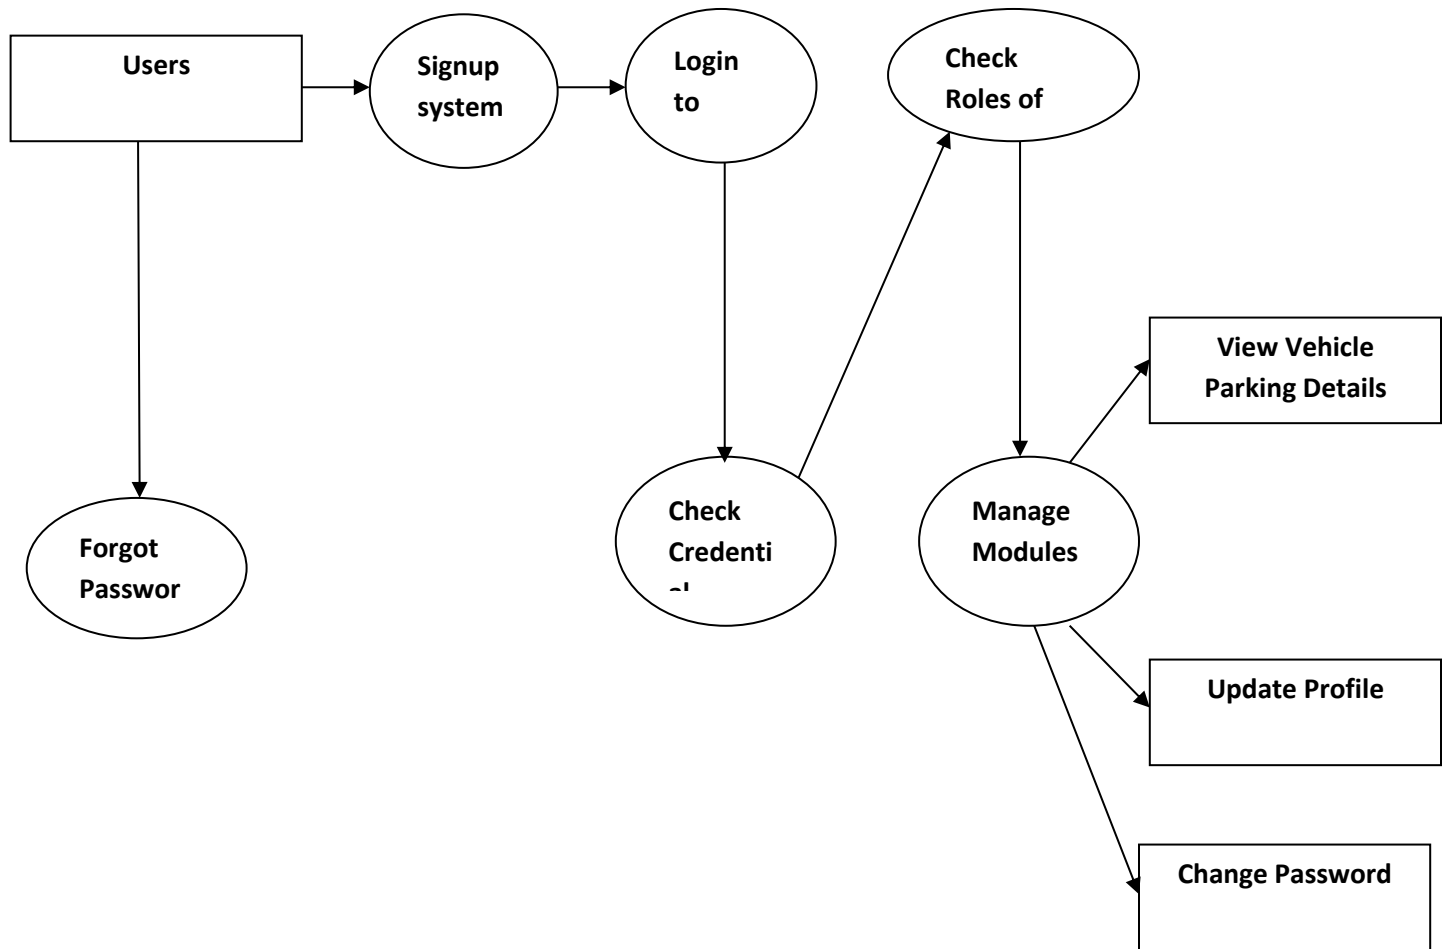 Users
Signup
system
Login
to
Check
Roles of
View Vehicle
Parking Details
Check
Credenti
Manage
Modules
Forgot
Passwor
Update Profile
Change Password